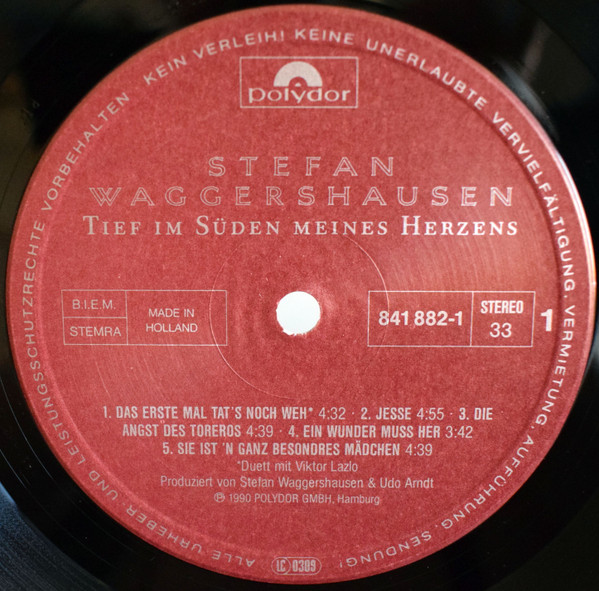 ALLE URHEBER UND LEISTUNGSSCHUTZRECHTE VORBEHALTEN KEIN VERLEIH! KEINE UNERLAUBTE VERVIELFÄLTIGUNG, VERMIETUNG, AUFFÜHRUNG, SENDUNG!
polydor
STEFAN
WAGGERSHAUSEN
TIEF IM SÜDEN MEINES HERZENS
B.I.E.M.
STEMRA
MADE IN
HOLLAND
841 882-1
STEREO
33
1
1. DAS ERSTE MAL TAT'S NOCH WEH* 4:32 · 2. JESSE 4:55 · 3. DIE
ANGST DES TOREROS 4:39 · 4. EIN WUNDER MUSS HER 3:42
5. SIE IST 'N GANZ BESONDRES MÄDCHEN 4:39
*Duett mit Viktor Lazlo
Produziert von Stefan Waggershausen & Udo Arndt
℗ 1990 POLYDOR GMBH, Hamburg
LC 0309